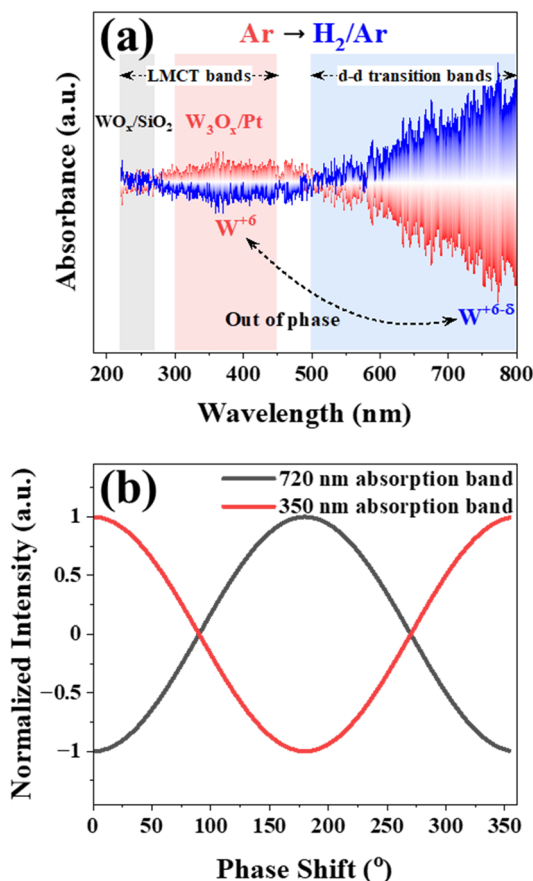 (a)
Ar → H₂/Ar
LMCT bands
d-d transition bands
WOₓ/SiO₂
W₃Oₓ/Pt
W⁺⁶
Out of phase
W⁺⁶⁻ᵟ
Absorbance (a.u.)
200 300 400 500 600 700 800
Wavelength (nm)
(b)
720 nm absorption band
350 nm absorption band
Normalized Intensity (a.u.)
1
0.5
0
−0.5
−1
0 50 100 150 200 250 300 350
Phase Shift (°)